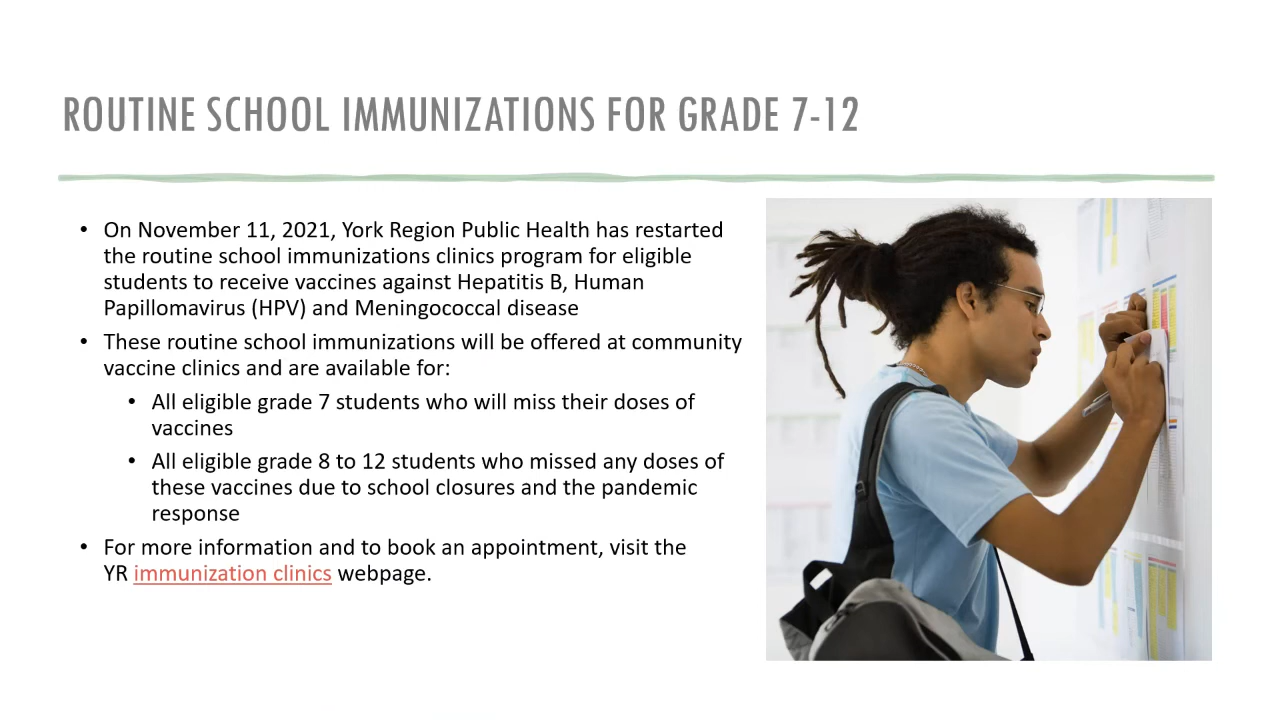 ROUTINE SCHOOL IMMUNIZATIONS FOR GRADE 7-12
• On November 11, 2021, York Region Public Health has restarted
the routine school immunizations clinics program for eligible
students to receive vaccines against Hepatitis B, Human
Papillomavirus (HPV) and Meningococcal disease
• These routine school immunizations will be offered at community
vaccine clinics and are available for:
• All eligible grade 7 students who will miss their doses of
vaccines
• All eligible grade 8 to 12 students who missed any doses of
these vaccines due to school closures and the pandemic
response
• For more information and to book an appointment, visit the
YR immunization clinics webpage.